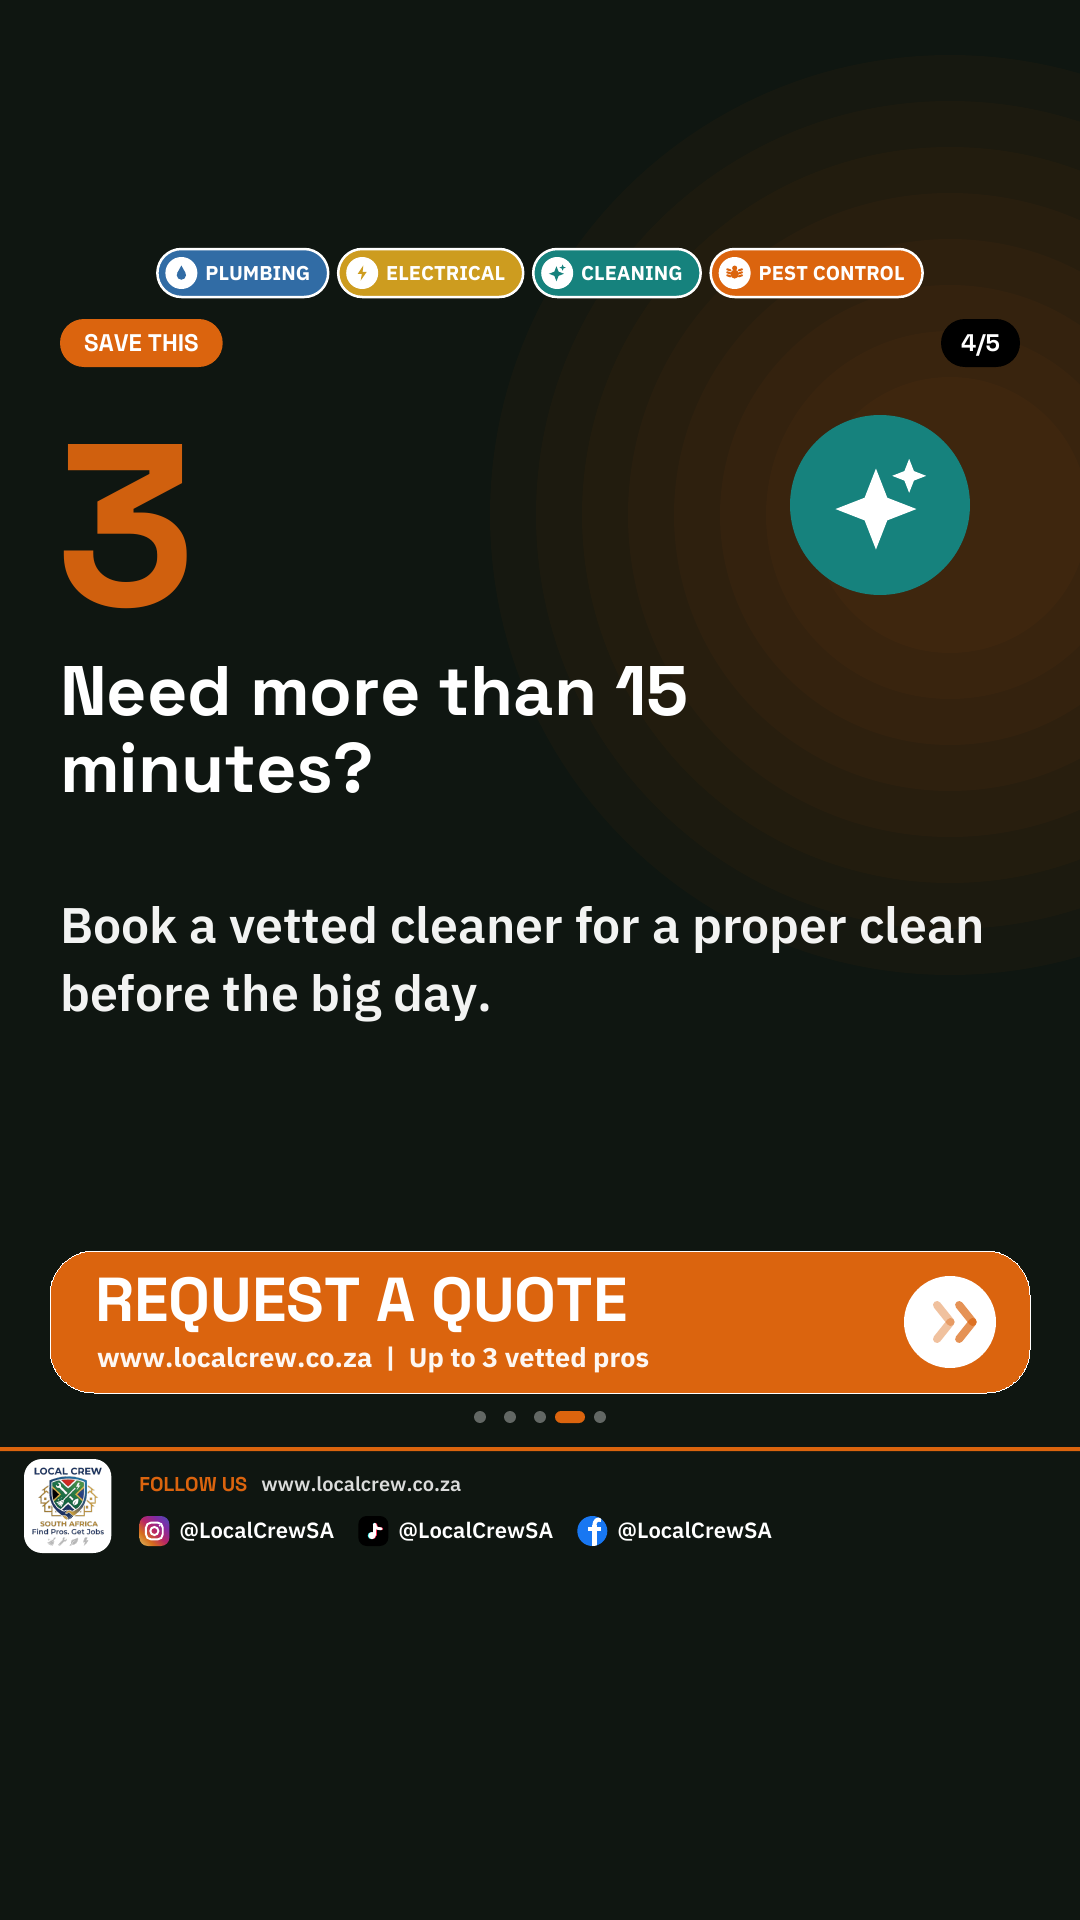 PLUMBING ELECTRICAL CLEANING PEST CONTROL
SAVE THIS 4/5
3
Need more than 15
minutes?
Book a vetted cleaner for a proper clean
before the big day.
REQUEST A QUOTE
www.localcrew.co.za | Up to 3 vetted pros
LOCAL CREW
SOUTH AFRICA
Find Pros. Get Jobs
FOLLOW US www.localcrew.co.za
@LocalCrewSA @LocalCrewSA @LocalCrewSA